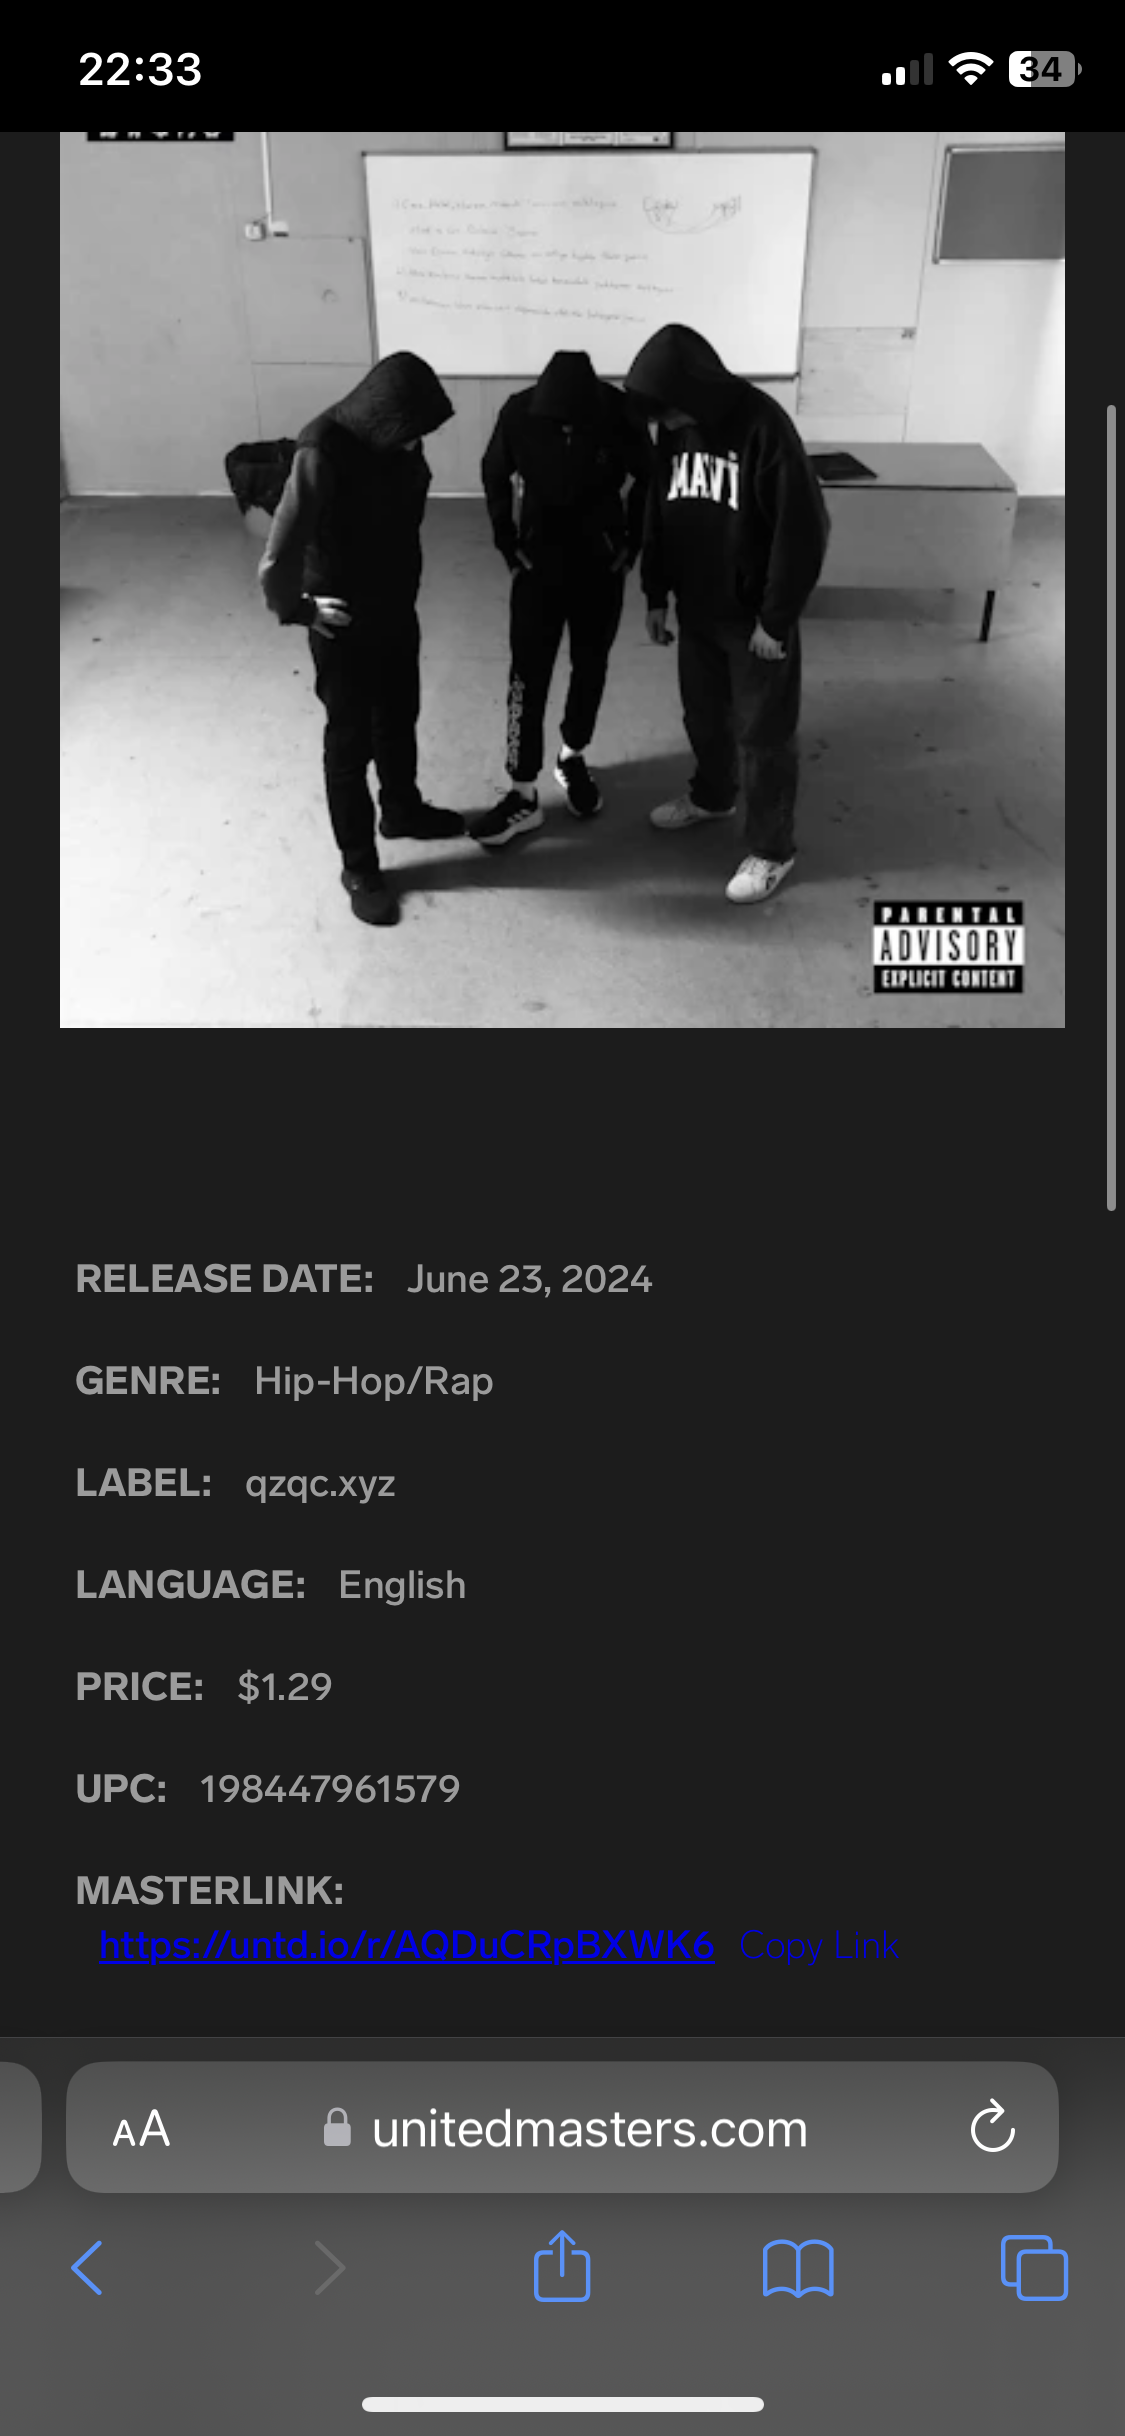 22:33
34
MAVİ
PARENTAL
ADVISORY
EXPLICIT CONTENT
RELEASE DATE: June 23, 2024
GENRE: Hip-Hop/Rap
LABEL: qzqc.xyz
LANGUAGE: English
PRICE: $1.29
UPC: 198447961579
MASTERLINK:
https://untd.io/r/AQDuCRpBXWK6 Copy Link
AA unitedmasters.com